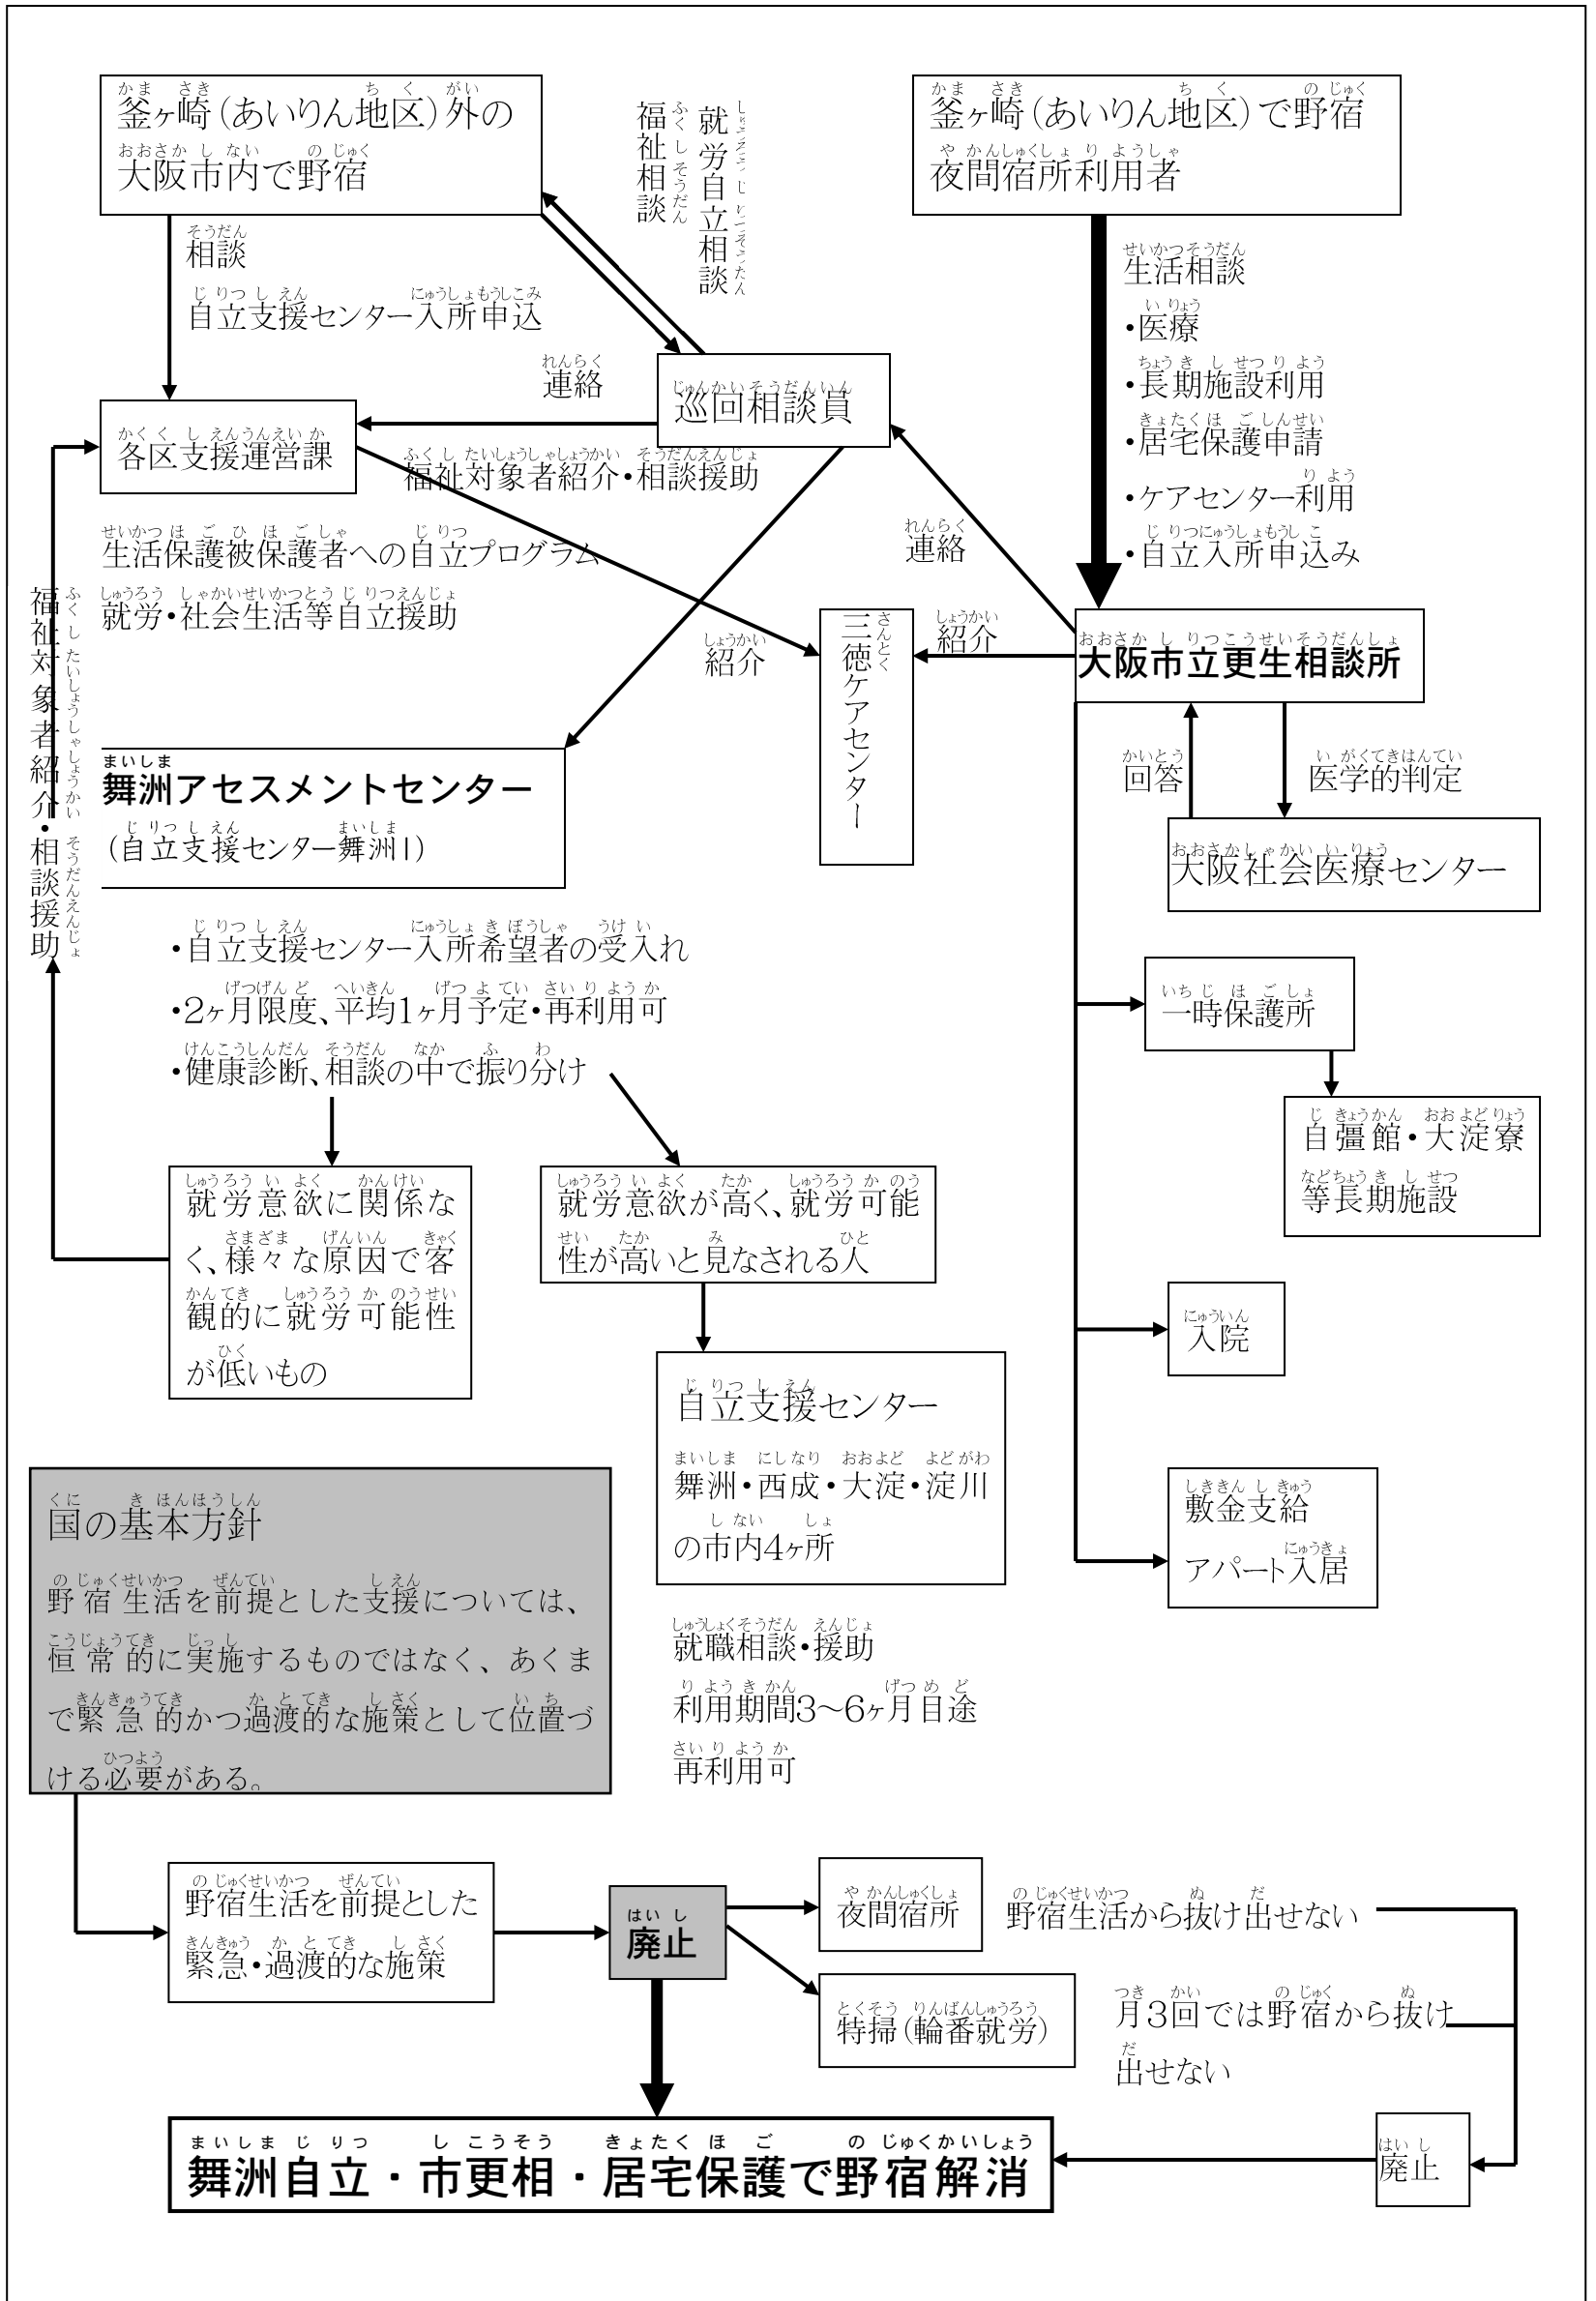 釜ヶ崎（あいりん地区）外の
大阪市内で野宿
福祉相談
就労自立相談
釜ヶ崎（あいりん地区）で野宿
夜間宿所利用者
相談
自立支援センター入所申込
生活相談
・医療
・長期施設利用
・居宅保護申請
・ケアセンター利用
・自立入所申込み
連絡
巡回相談員
各区支援運営課
福祉対象者紹介・相談援助
連絡
生活保護被保護者への自立プログラム
就労・社会生活等自立援助
福祉対象者紹介・相談援助
紹介
三徳ケアセンター
紹介
大阪市立更生相談所
回答
医学的判定
大阪社会医療センター
舞洲アセスメントセンター
（自立支援センター舞洲１）
・自立支援センター入所希望者の受入れ
・2ヶ月限度、平均1ヶ月予定・再利用可
・健康診断、相談の中で振り分け
一時保護所
自彊館・大淀寮
等長期施設
就労意欲に関係な
く、様々な原因で客
観的に就労可能性
が低いもの
就労意欲が高く、就労可能
性が高いと見なされる人
入院
自立支援センター
舞洲・西成・大淀・淀川
の市内4ヶ所
敷金支給
アパート入居
国の基本方針
野宿生活を前提とした支援については、
恒常的に実施するものではなく、あくま
で緊急的かつ過渡的な施策として位置づ
ける必要がある。
就職相談・援助
利用期間3～6ヶ月目途
再利用可
野宿生活を前提とした
緊急・過渡的な施策
廃止
夜間宿所
野宿生活から抜け出せない
特掃（輪番就労）
月3回では野宿から抜け
出せない
舞洲自立・市更相・居宅保護で野宿解消
廃止